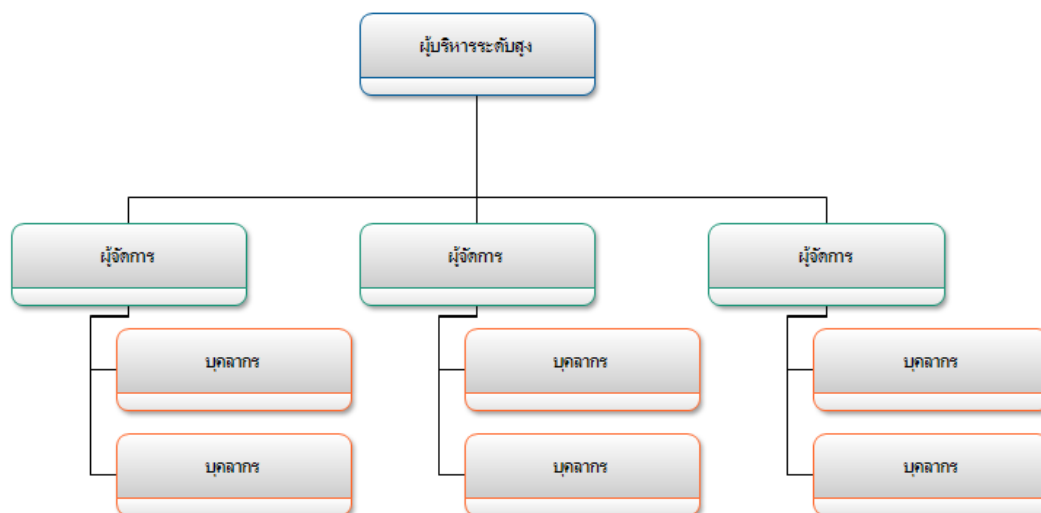 ผู้บริหารระดับสูง
ผู้จัดการ
ผู้จัดการ
ผู้จัดการ
บุคลากร
บุคลากร
บุคลากร
บุคลากร
บุคลากร
บุคลากร